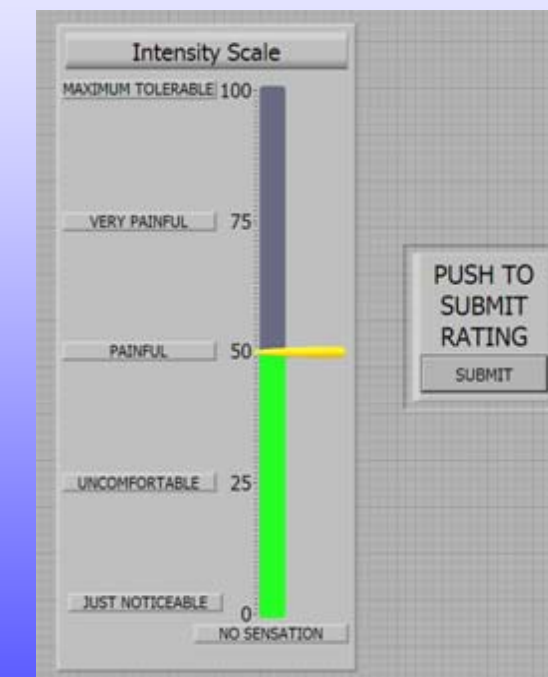 Intensity Scale
MAXIMUM TOLERABLE 100
VERY PAINFUL 75
PAINFUL 50
UNCOMFORTABLE 25
JUST NOTICEABLE
0
NO SENSATION
PUSH TO
SUBMIT
RATING
SUBMIT